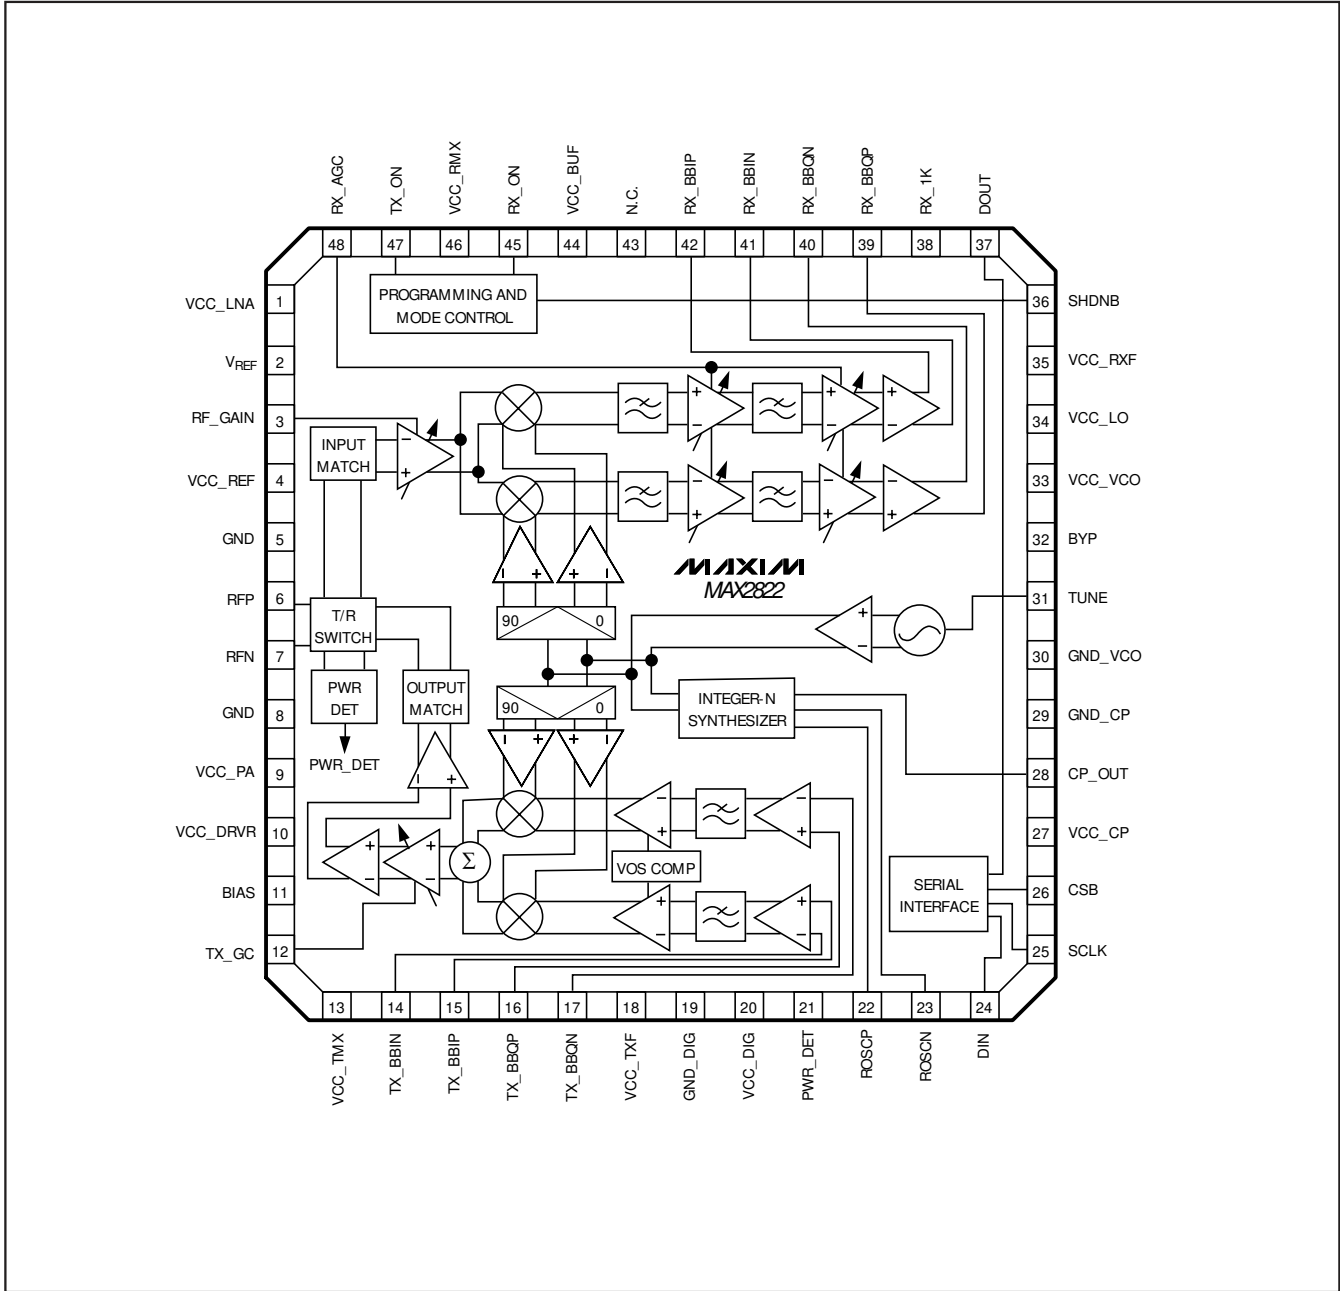 RX_AGC
TX_ON
VCC_RMX
RX_ON
VCC_BUF
N.C.
RX_BBIP
RX_BBIN
RX_BBQN
RX_BBQP
RX_1K
DOUT
48 47 46 45 44 43 42 41 40 39 38 37
VCC_LNA 1
VREF 2
RF_GAIN 3
VCC_REF 4
GND 5
RFP 6
RFN 7
GND 8
VCC_PA 9
VCC_DRVR 10
BIAS 11
TX_GC 12
PROGRAMMING AND
MODE CONTROL
INPUT
MATCH
T/R
SWITCH
PWR
DET
PWR_DET
OUTPUT
MATCH
+ −
− +
− +
+ −
+ −
+ −
− +
− +
− +
− + + −
90 0
MAXIM
MAX2822
+ −
90 0
− + + −
INTEGER-N
SYNTHESIZER
− +
+ −
+ −
Σ
− +
− +
VOS COMP
+ −
+ −
SERIAL
INTERFACE
36 SHDNB
35 VCC_RXF
34 VCC_LO
33 VCC_VCO
32 BYP
31 TUNE
30 GND_VCO
29 GND_CP
28 CP_OUT
27 VCC_CP
26 CSB
25 SCLK
13 14 15 16 17 18 19 20 21 22 23 24
VCC_TMX
TX_BBIN
TX_BBIP
TX_BBQP
TX_BBQN
VCC_TXF
GND_DIG
VCC_DIG
PWR_DET
ROSCP
ROSCN
DIN